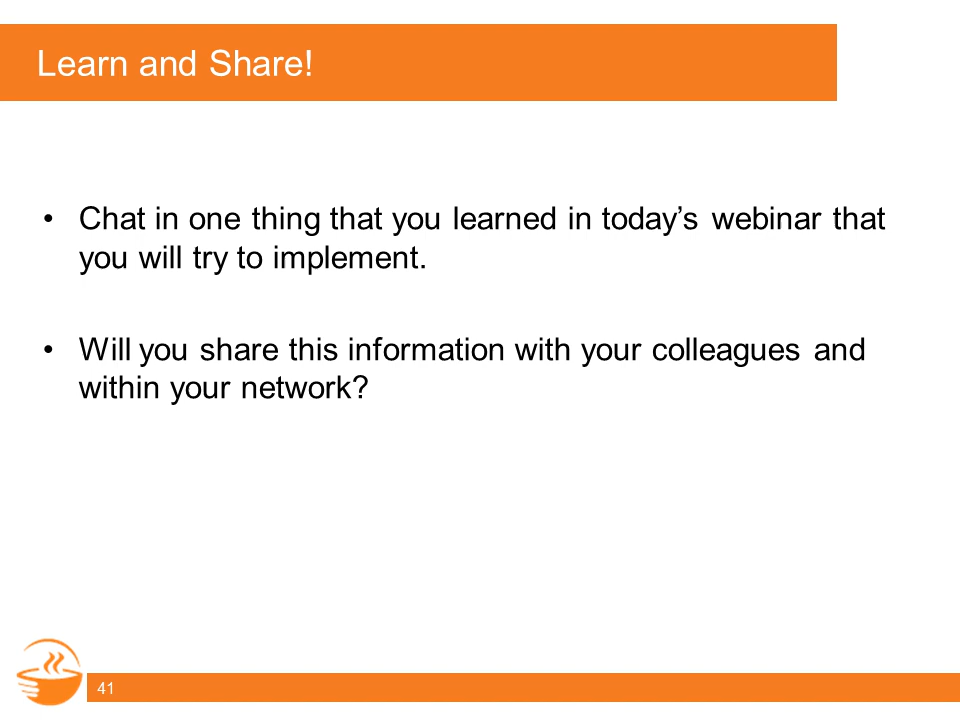 Learn and Share!
• Chat in one thing that you learned in today’s webinar that
you will try to implement.
• Will you share this information with your colleagues and
within your network?
41